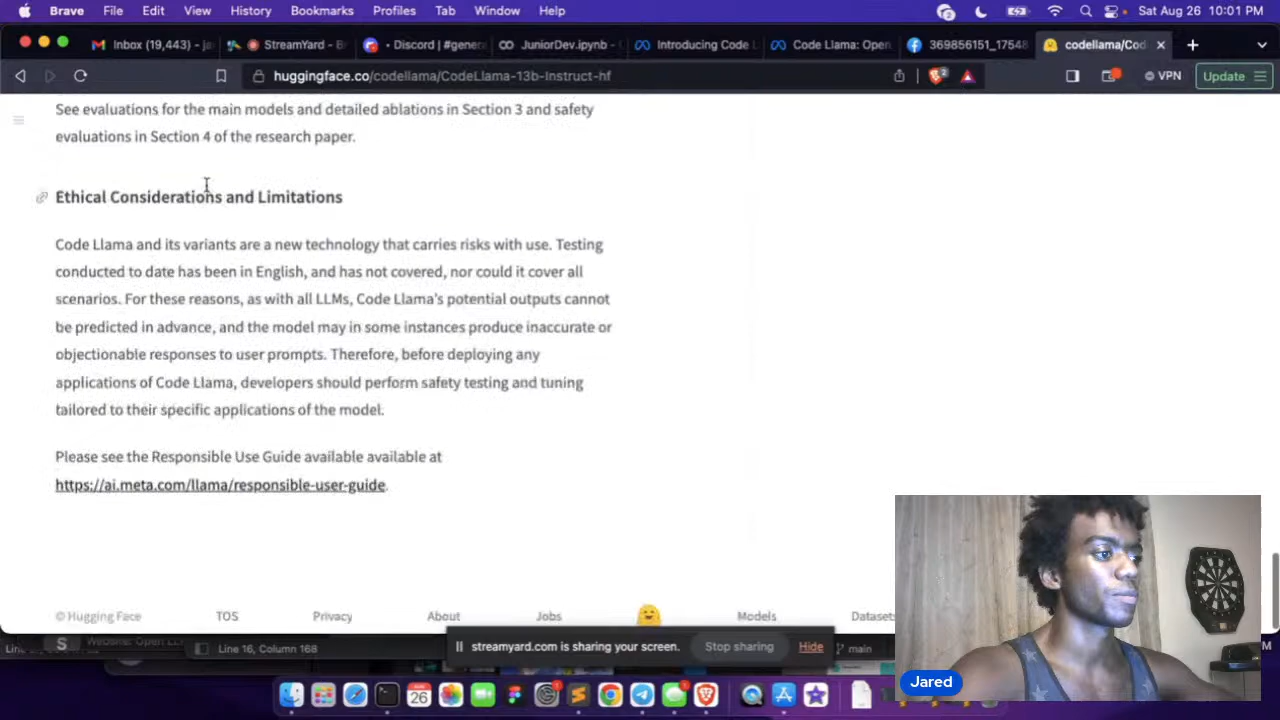 Brave File Edit View History Bookmarks Profiles Tab Window Help Sat Aug 26 10:01 PM
Inbox (19,443) - StreamYard - Discord | #gener JuniorDev.ipynb - Introducing Code L Code Llama: Open 369856151_17548 codellama/Cod
huggingface.co/codellama/CodeLlama-13b-Instruct-hf 2 VPN Update
See evaluations for the main models and detailed ablations in Section 3 and safety
evaluations in Section 4 of the research paper.
Ethical Considerations and Limitations
Code Llama and its variants are a new technology that carries risks with use. Testing
conducted to date has been in English, and has not covered, nor could it cover all
scenarios. For these reasons, as with all LLMs, Code Llama's potential outputs cannot
be predicted in advance, and the model may in some instances produce inaccurate or
objectionable responses to user prompts. Therefore, before deploying any
applications of Code Llama, developers should perform safety testing and tuning
tailored to their specific applications of the model.
Please see the Responsible Use Guide available available at
https://ai.meta.com/llama/responsible-user-guide.
© Hugging Face TOS Privacy About Jobs Models Datasets
S Line 16, Column 168 streamyard.com is sharing your screen. Stop sharing Hide main
Jared
AUG
26